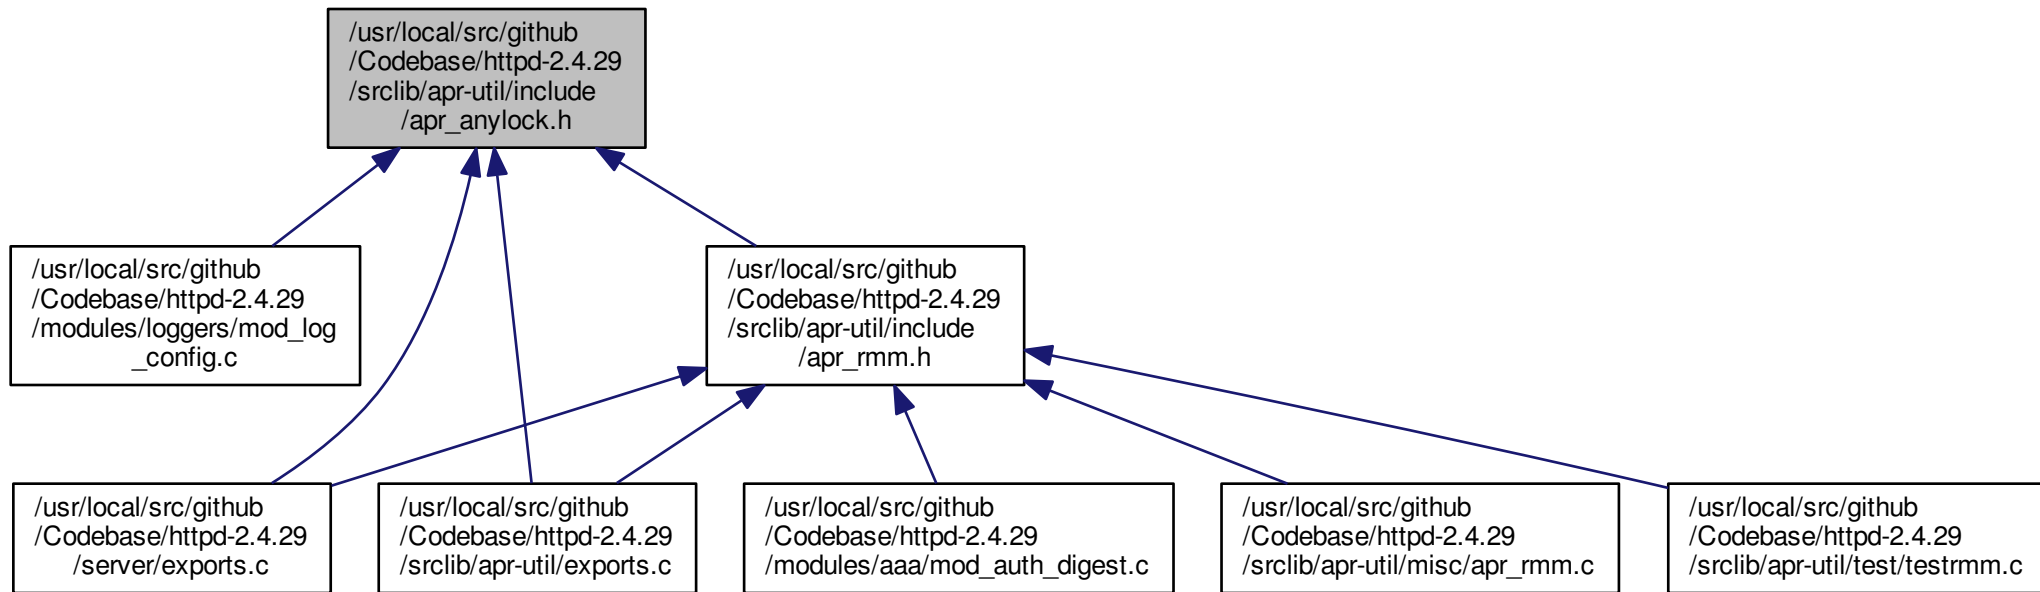 /usr/local/src/github
/Codebase/httpd-2.4.29
/srclib/apr-util/include
/apr_anylock.h
/usr/local/src/github
/Codebase/httpd-2.4.29
/modules/loggers/mod_log
_config.c
/usr/local/src/github
/Codebase/httpd-2.4.29
/srclib/apr-util/include
/apr_rmm.h
/usr/local/src/github
/Codebase/httpd-2.4.29
/server/exports.c
/usr/local/src/github
/Codebase/httpd-2.4.29
/srclib/apr-util/exports.c
/usr/local/src/github
/Codebase/httpd-2.4.29
/modules/aaa/mod_auth_digest.c
/usr/local/src/github
/Codebase/httpd-2.4.29
/srclib/apr-util/misc/apr_rmm.c
/usr/local/src/github
/Codebase/httpd-2.4.29
/srclib/apr-util/test/testrmm.c